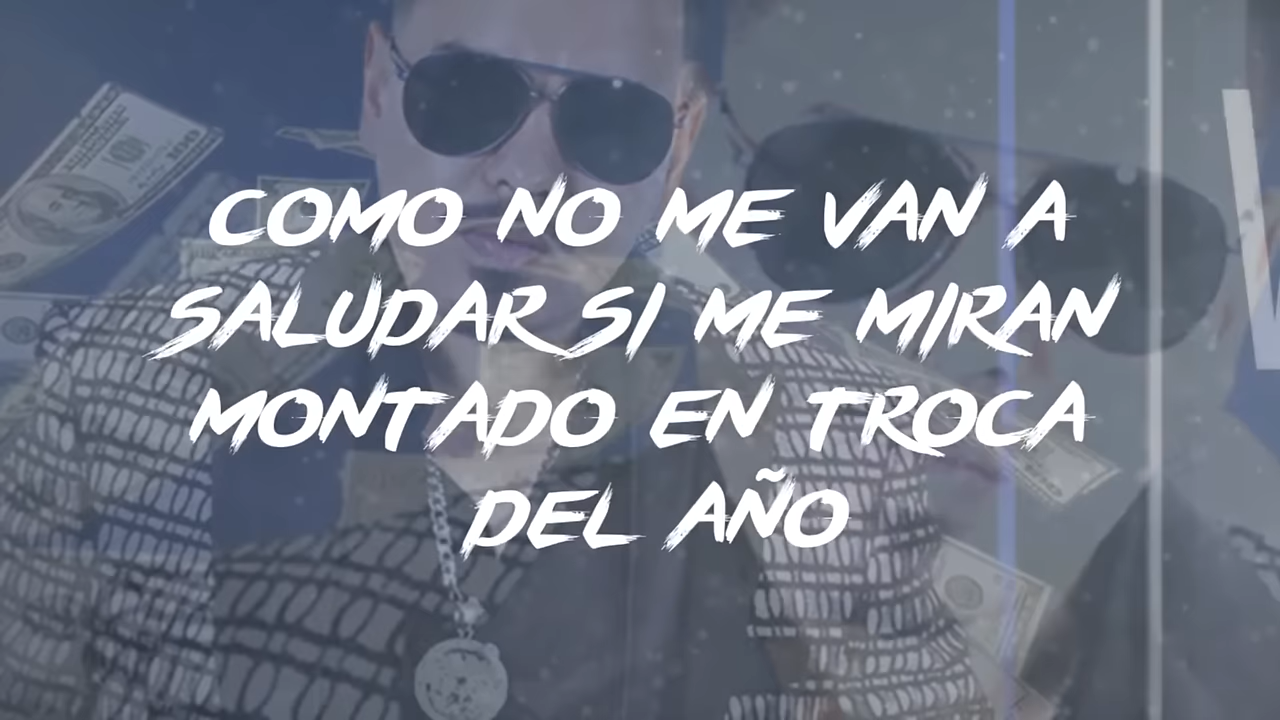 COMO NO ME VAN A
SALUDAR SI ME MIRAN
MONTADO EN TROCA
DEL AÑO